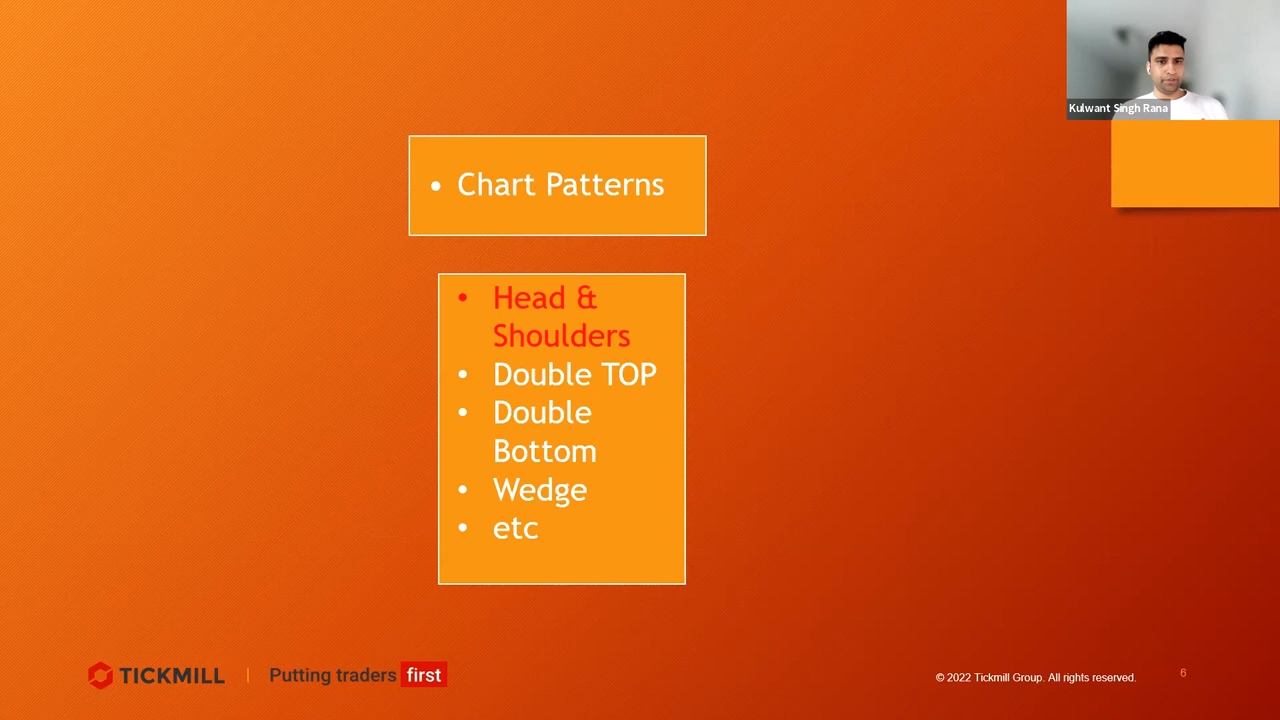 Kulwant Singh Rana
• Chart Patterns
• Head &
Shoulders
• Double TOP
• Double
Bottom
• Wedge
• etc
TICKMILL | Putting traders first
© 2022 Tickmill Group. All rights reserved.
6